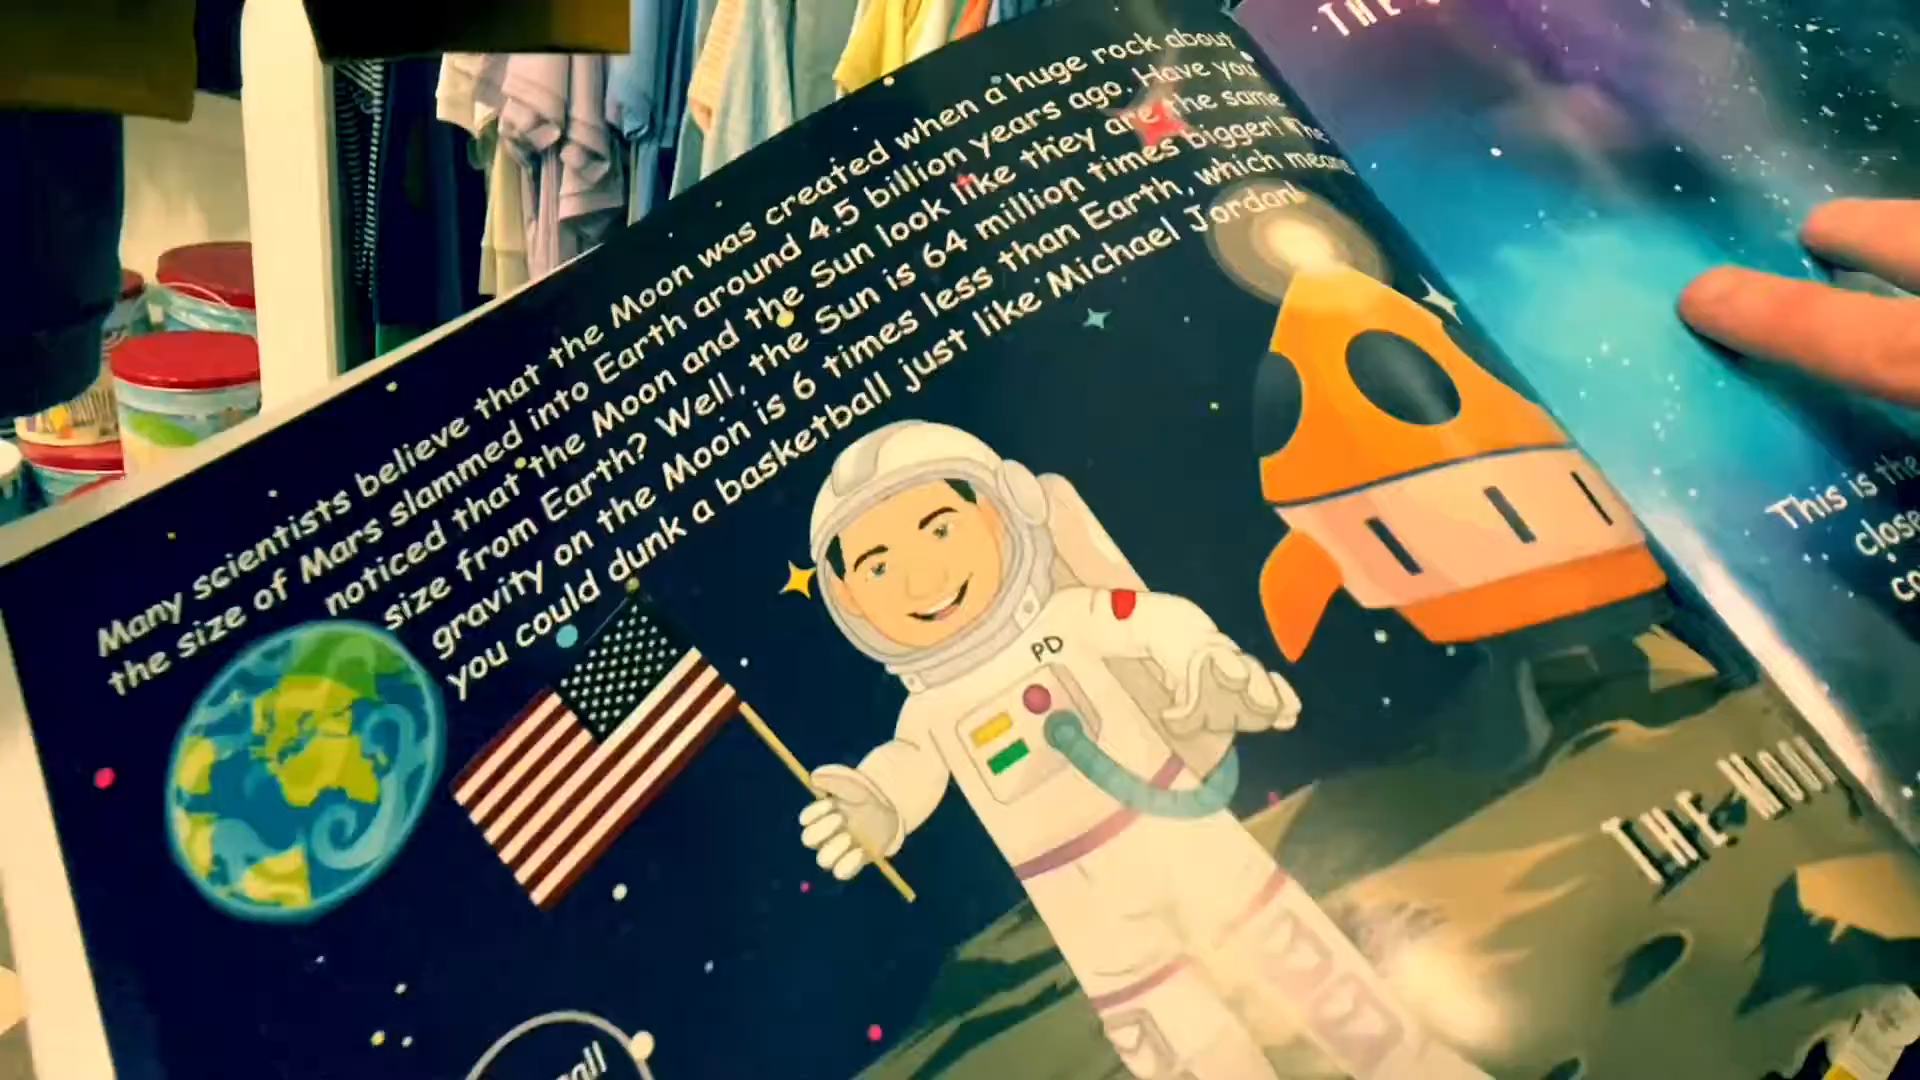 Many scientists believe that the Moon was created when a huge rock about
the size of Mars slammed into Earth around 4.5 billion years ago. Have you
noticed that the Moon and the Sun look like they are the same
size from Earth? Well, the Sun is 64 million times bigger! The
gravity on the Moon is 6 times less than Earth, which means
you could dunk a basketball just like Michael Jordan!
PD
THE MOON
THE
This is the
close